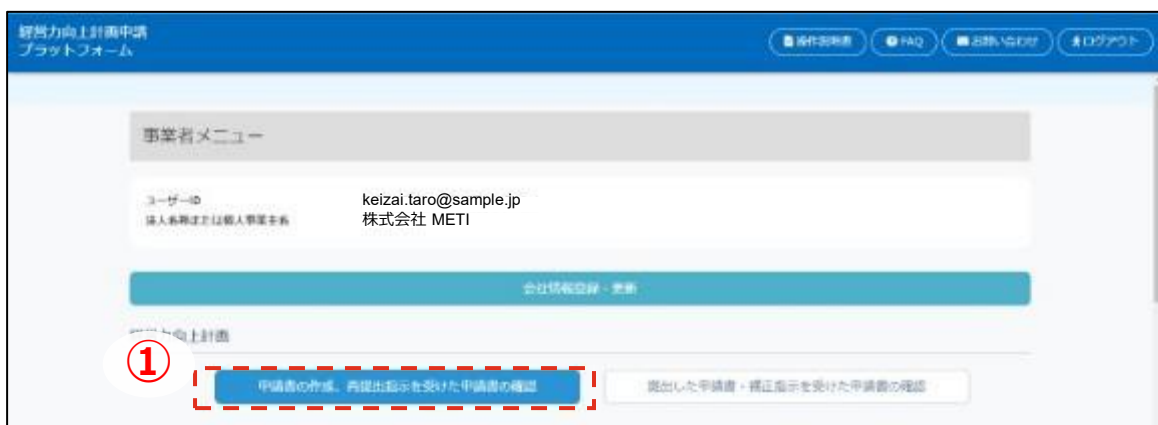 経営力向上計画申請
プラットフォーム
操作説明書
FAQ
お問い合わせ
ログアウト
事業者メニュー
ユーザーID
keizai.taro@sample.jp
法人名称または個人事業主名
株式会社 METI
会社情報登録・更新
向上計画
①
申請書の作成、再提出指示を受けた申請書の確認
提出した申請書・補正指示を受けた申請書の確認